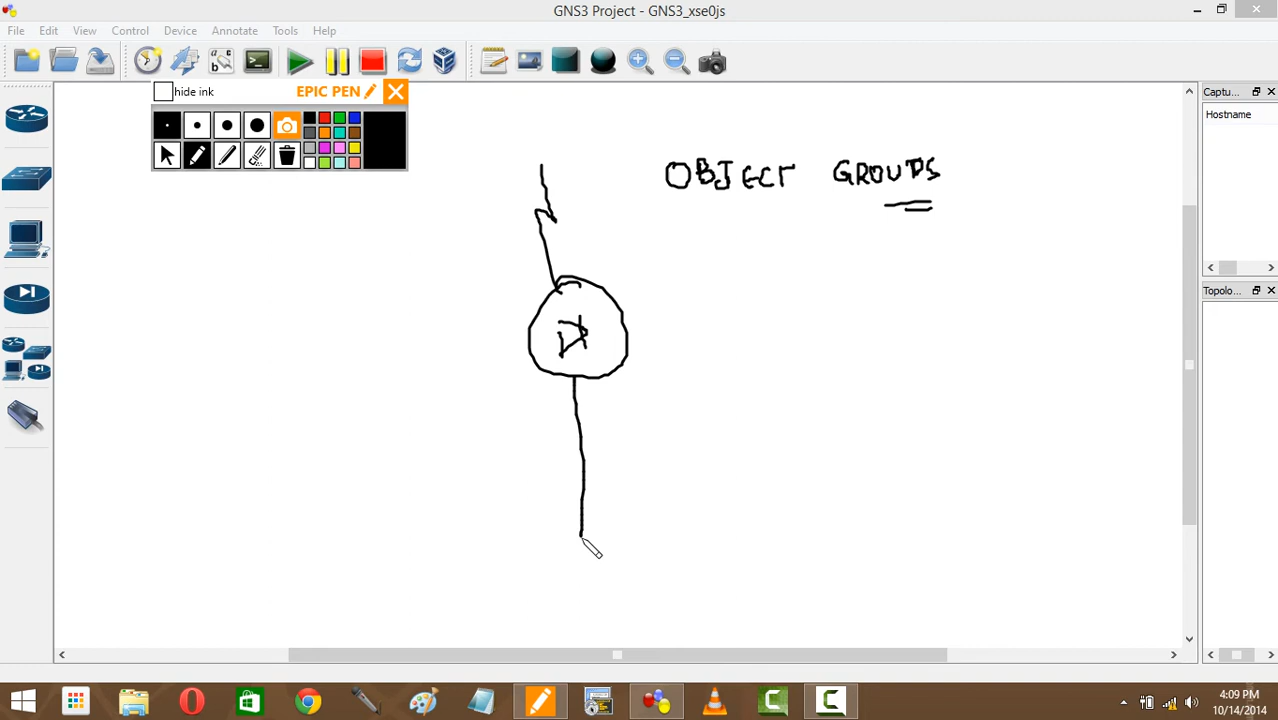 GNS3 Project - GNS3_xse0js
File Edit View Control Device Annotate Tools Help
hide ink EPIC PEN
OBJECT GROUPS
Captu...
Hostname
Topolo...
4:09 PM
10/14/2014